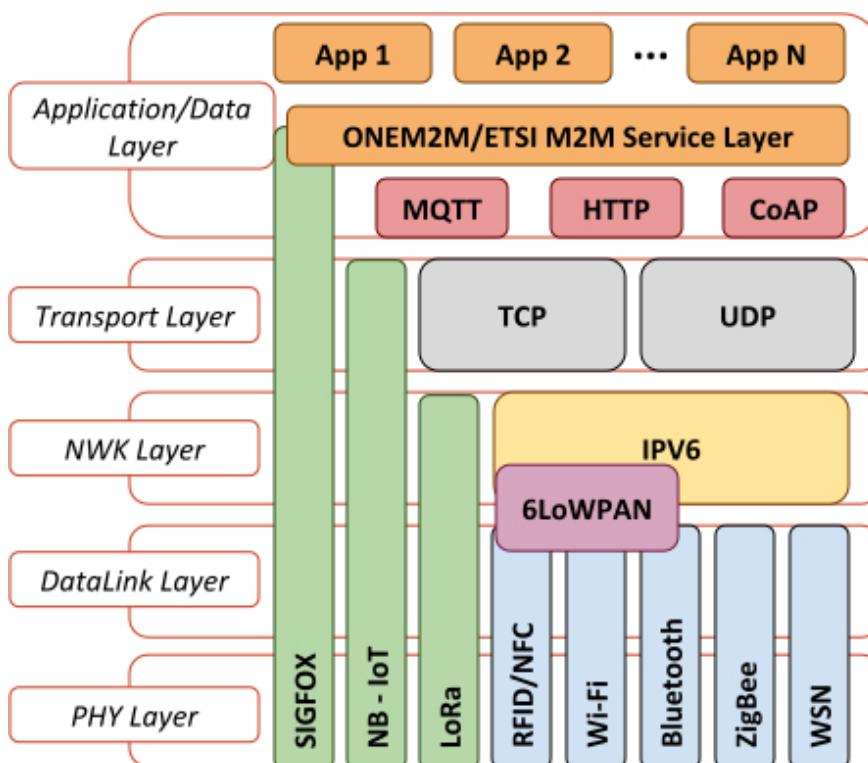 App 1
App 2
...
App N
Application/Data
Layer
ONEM2M/ETSI M2M Service Layer
MQTT
HTTP
CoAP
Transport Layer
TCP
UDP
NWK Layer
IPV6
6LoWPAN
DataLink Layer
PHY Layer
SIGFOX
NB - IoT
LoRa
RFID/NFC
Wi-Fi
Bluetooth
ZigBee
WSN